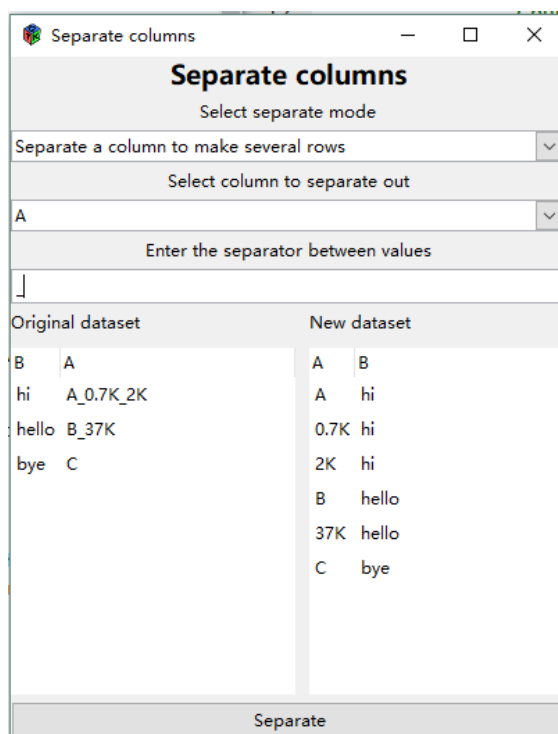 Separate columns
Separate columns
Select separate mode
Separate a column to make several rows
Select column to separate out
A
Enter the separator between values
_
Original dataset
New dataset
B A
hi A_0.7K_2K
hello B_37K
bye C
A B
A hi
0.7K hi
2K hi
B hello
37K hello
C bye
Separate